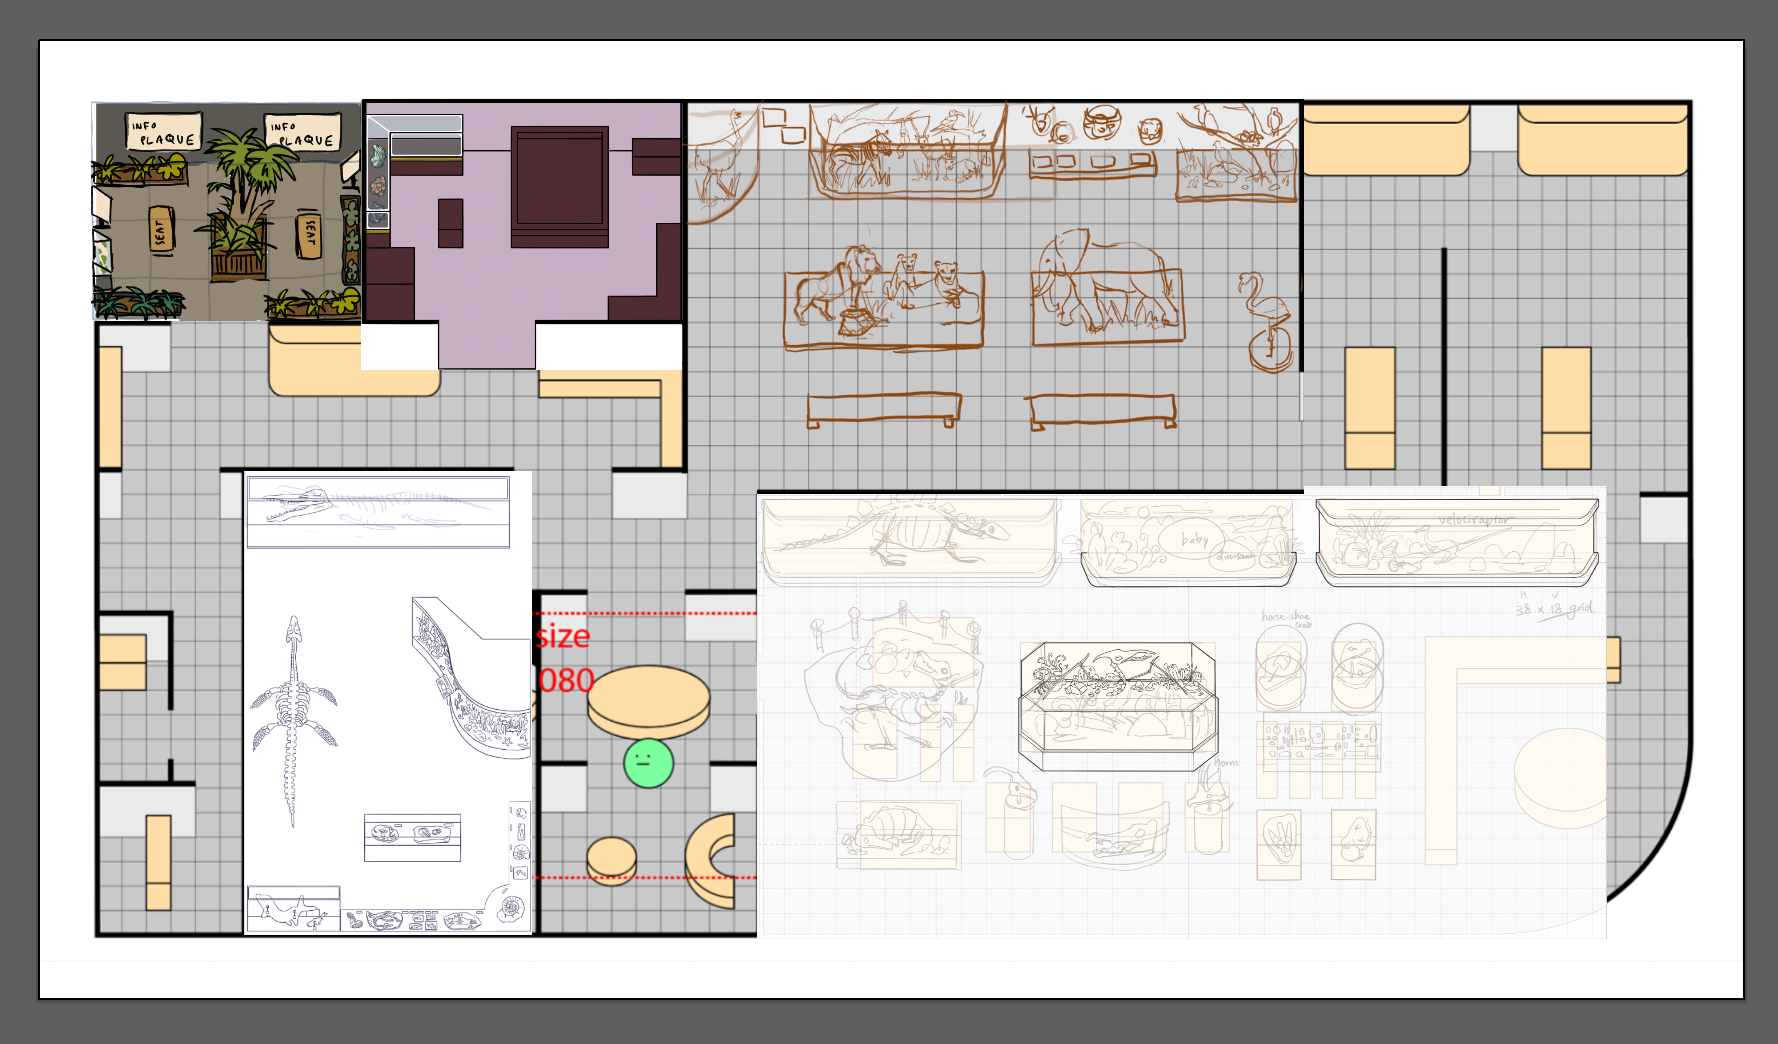 INFO
PLAQUE
INFO
PLAQUE
SEAT
SEAT
velociraptor
baby
dinosaur
H V
38 x 18 grid
horse-shoe
crab
size
080
Horns